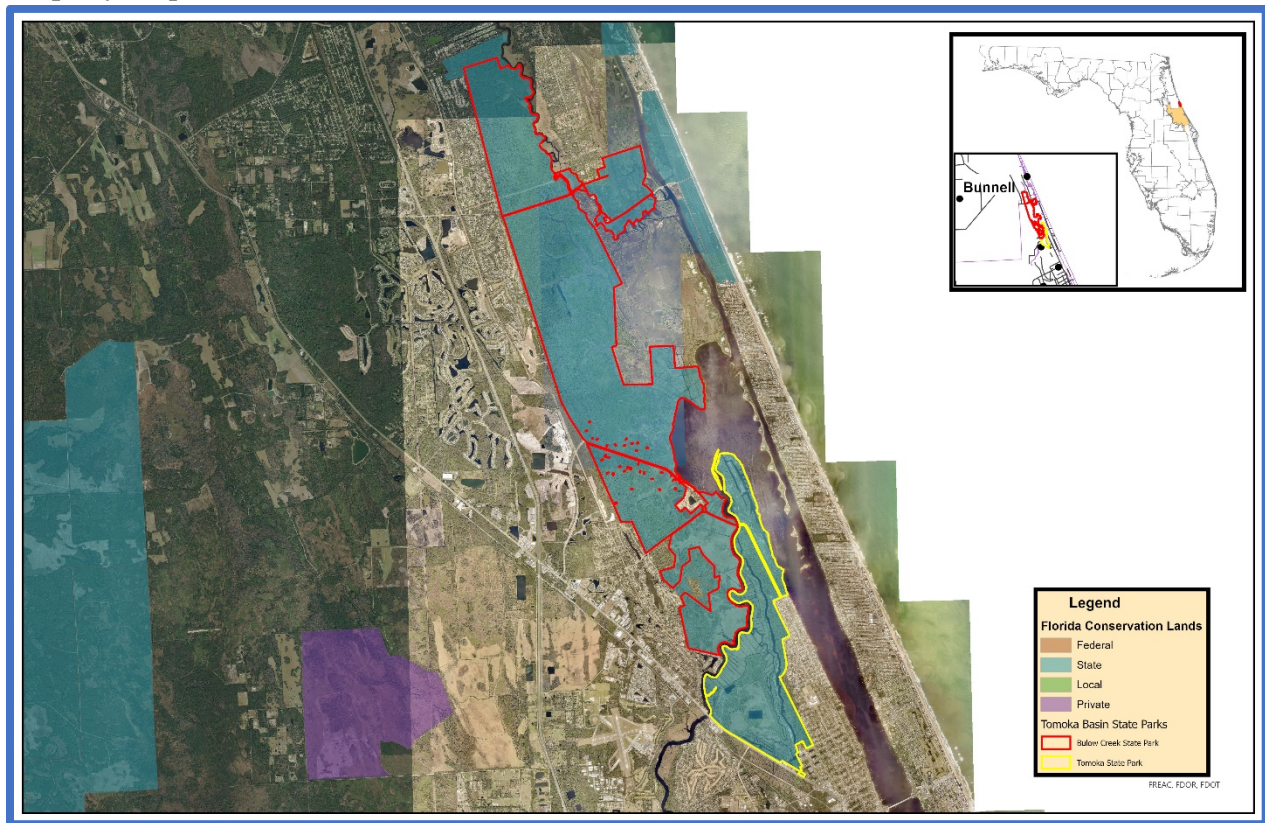 Bunnell
Legend
Florida Conservation Lands
Federal
State
Local
Private
Tomoka Basin State Parks
Bulow Creek State Park
Tomoka State Park
FREAC, FDOR, FDOT